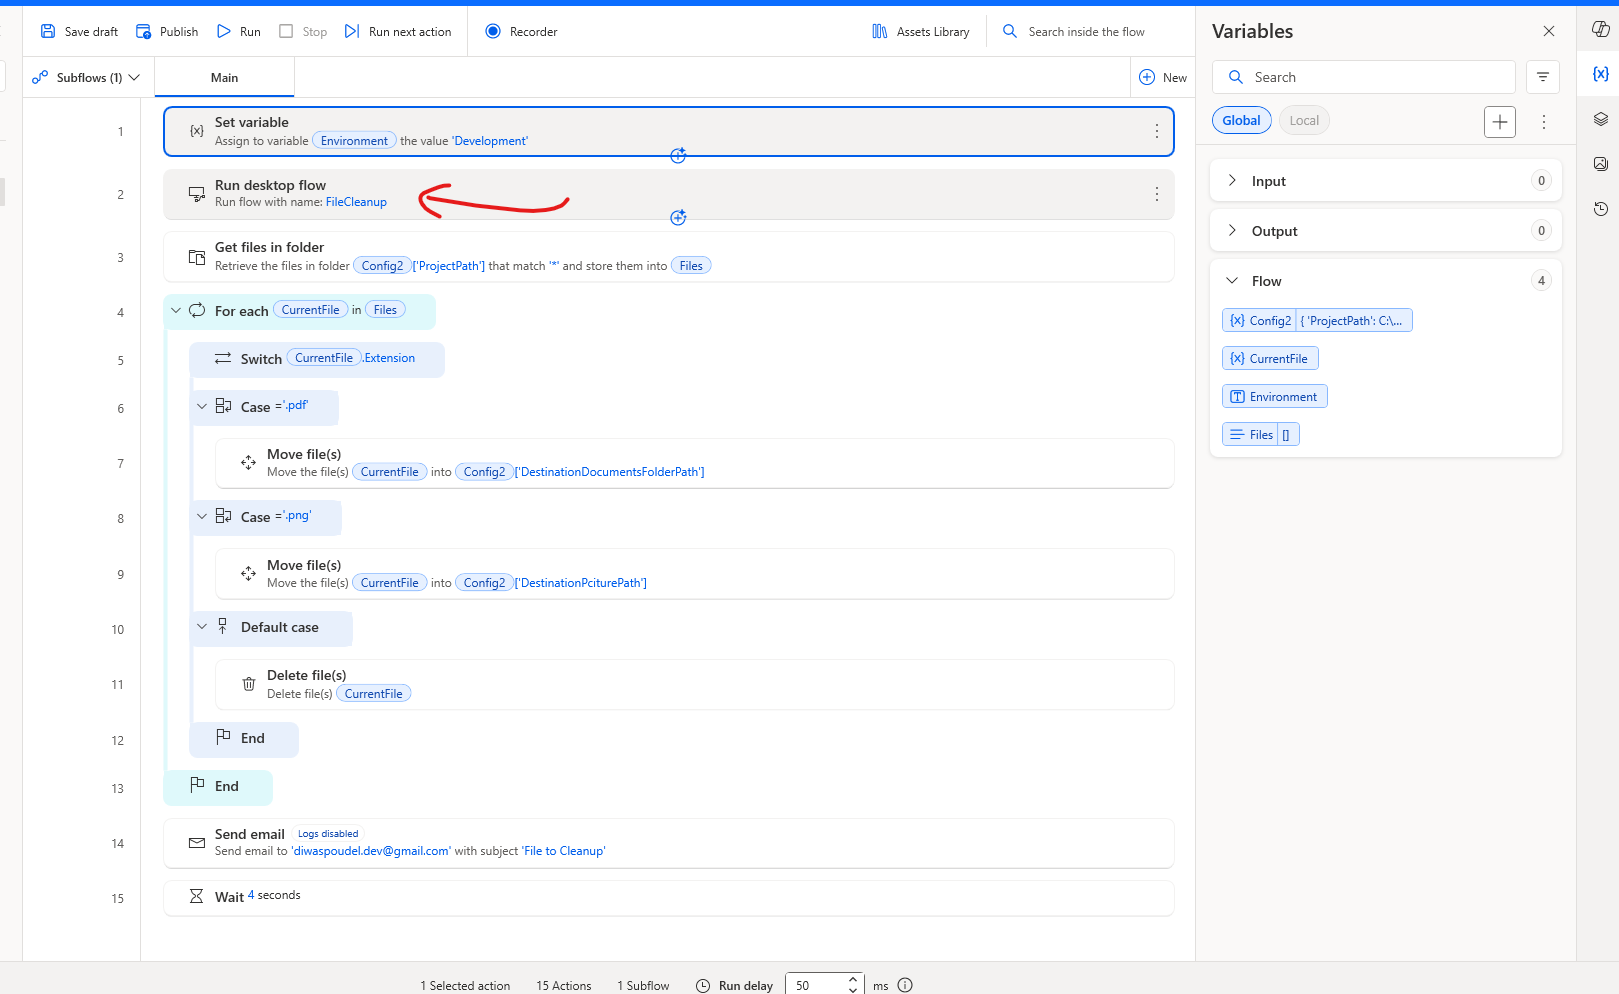 Save draft Publish Run Stop Run next action Recorder Assets Library Search inside the flow
Subflows (1) Main New
1 Set variable
Assign to variable Environment the value 'Development'
2 Run desktop flow
Run flow with name: FileCleanup
3 Get files in folder
Retrieve the files in folder Config2 ['ProjectPath'] that match '*' and store them into Files
4 For each CurrentFile in Files
5 Switch CurrentFile .Extension
6 Case ='.pdf'
7 Move file(s)
Move the file(s) CurrentFile into Config2 ['DestinationDocumentsFolderPath']
8 Case ='.png'
9 Move file(s)
Move the file(s) CurrentFile into Config2 ['DestinationPciturePath']
10 Default case
11 Delete file(s)
Delete file(s) CurrentFile
12 End
13 End
14 Send email Logs disabled
Send email to 'diwaspoudel.dev@gmail.com' with subject 'File to Cleanup'
15 Wait 4 seconds
1 Selected action 15 Actions 1 Subflow Run delay 50 ms
Variables
Search
Global Local
Input 0
Output 0
Flow 4
{x} Config2 { 'ProjectPath': C:\...
{x} CurrentFile
Environment
Files []